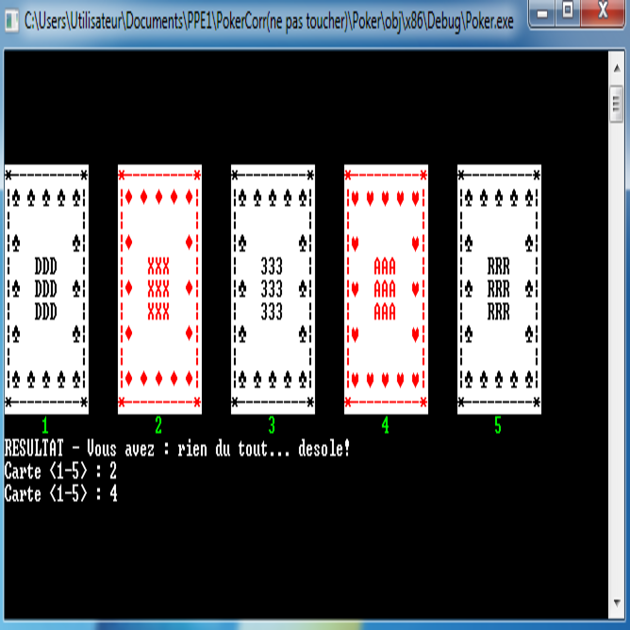 C:\Users\Utilisateur\Documents\PPE1\PokerCorr(ne pas toucher)\Poker\obj\x86\Debug\Poker.exe
*---------* *---------* *---------* *---------* *---------*
|♣ ♣ ♣ ♣ ♣| |♦ ♦ ♦ ♦ ♦| |♣ ♣ ♣ ♣ ♣| |♥ ♥ ♥ ♥ ♥| |♣ ♣ ♣ ♣ ♣|
|♣ ♣| |♦ ♦| |♣ ♣| |♥ ♥| |♣ ♣|
DDD XXX 333 AAA RRR
|♣ DDD ♣| |♦ XXX ♦| |♣ 333 ♣| |♥ AAA ♥| |♣ RRR ♣|
DDD XXX 333 AAA RRR
|♣ ♣| |♦ ♦| |♣ ♣| |♥ ♥| |♣ ♣|
|♣ ♣ ♣ ♣ ♣| |♦ ♦ ♦ ♦ ♦| |♣ ♣ ♣ ♣ ♣| |♥ ♥ ♥ ♥ ♥| |♣ ♣ ♣ ♣ ♣|
*---------* *---------* *---------* *---------* *---------*
1 2 3 4 5
RESULTAT - Vous avez : rien du tout... desole!
Carte <1-5> : 2
Carte <1-5> : 4